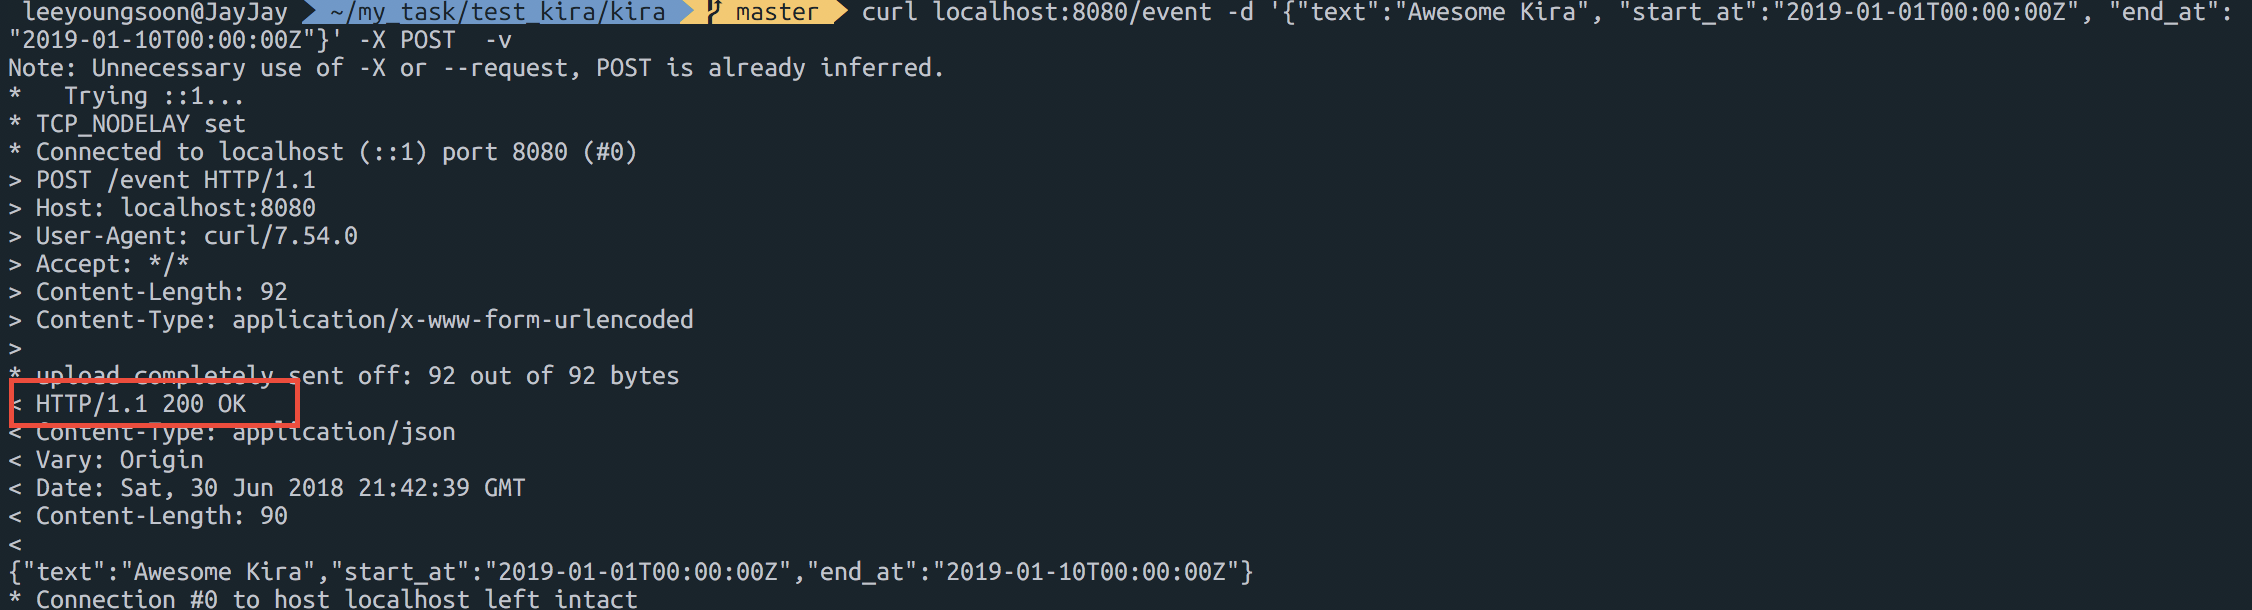 leeyoungsoon@JayJay ~/my_task/test_kira/kira master curl localhost:8080/event -d '{"text":"Awesome Kira", "start_at":"2019-01-01T00:00:00Z", "end_at":
"2019-01-10T00:00:00Z"}' -X POST  -v
Note: Unnecessary use of -X or --request, POST is already inferred.
*   Trying ::1...
* TCP_NODELAY set
* Connected to localhost (::1) port 8080 (#0)
> POST /event HTTP/1.1
> Host: localhost:8080
> User-Agent: curl/7.54.0
> Accept: */*
> Content-Length: 92
> Content-Type: application/x-www-form-urlencoded
>
* upload completely sent off: 92 out of 92 bytes
< HTTP/1.1 200 OK
< Content-Type: application/json
< Vary: Origin
< Date: Sat, 30 Jun 2018 21:42:39 GMT
< Content-Length: 90
<
{"text":"Awesome Kira","start_at":"2019-01-01T00:00:00Z","end_at":"2019-01-10T00:00:00Z"}
* Connection #0 to host localhost left intact